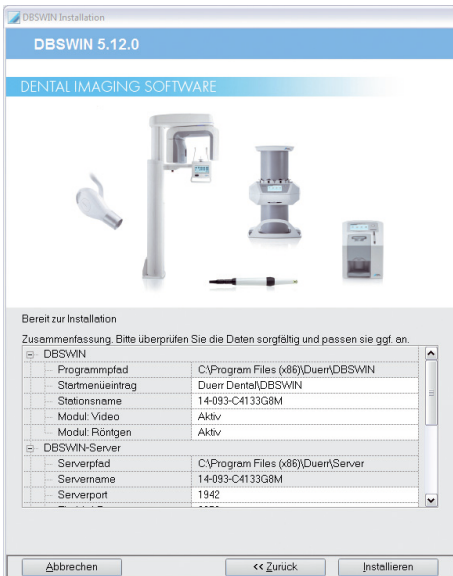 DBSWIN Installation
DBSWIN 5.12.0
DENTAL IMAGING SOFTWARE
Bereit zur Installation
Zusammenfassung. Bitte überprüfen Sie die Daten sorgfältig und passen sie ggf. an.
DBSWIN
Programmpfad C:\Program Files (x86)\Duerr\DBSWIN
Startmenüeintrag Duerr Dental\DBSWIN
Stationsname 14-093-C4133G8M
Modul: Video Aktiv
Modul: Röntgen Aktiv
DBSWIN-Server
Serverpfad C:\Program Files (x86)\Duerr\Server
Servername 14-093-C4133G8M
Serverport 1942
Abbrechen << Zurück Installieren